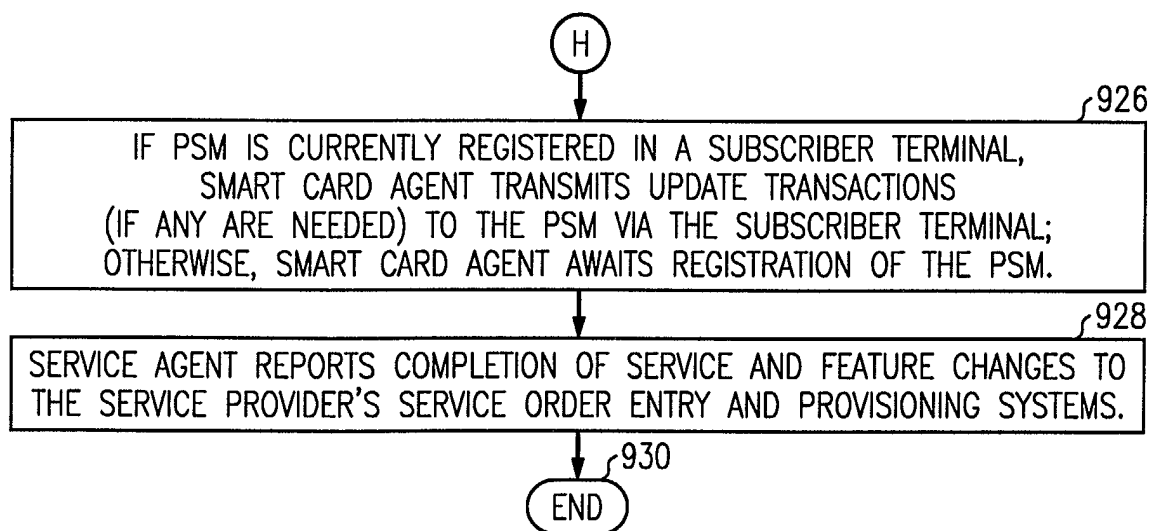 H
926
IF PSM IS CURRENTLY REGISTERED IN A SUBSCRIBER TERMINAL,
SMART CARD AGENT TRANSMITS UPDATE TRANSACTIONS
(IF ANY ARE NEEDED) TO THE PSM VIA THE SUBSCRIBER TERMINAL;
OTHERWISE, SMART CARD AGENT AWAITS REGISTRATION OF THE PSM.
928
SERVICE AGENT REPORTS COMPLETION OF SERVICE AND FEATURE CHANGES TO
THE SERVICE PROVIDER'S SERVICE ORDER ENTRY AND PROVISIONING SYSTEMS.
930
END